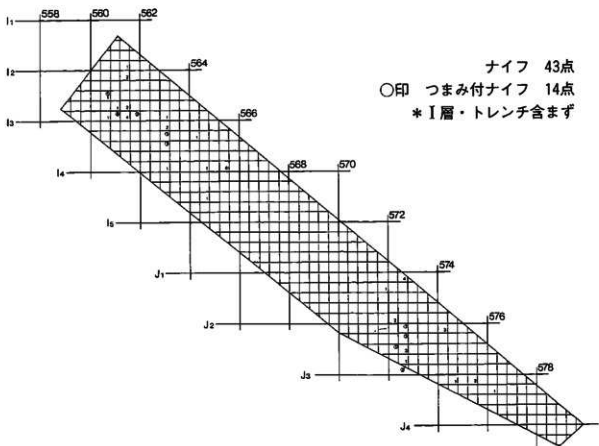 I₁ 558 560 562
I₂ 564
ナイフ 43点
○印 つまみ付ナイフ 14点
*Ⅰ層・トレンチ含まず
I₃ 566
I₄ 568 570
I₅ 572
J₁ 574
J₂ 576
J₃ 578
J₄